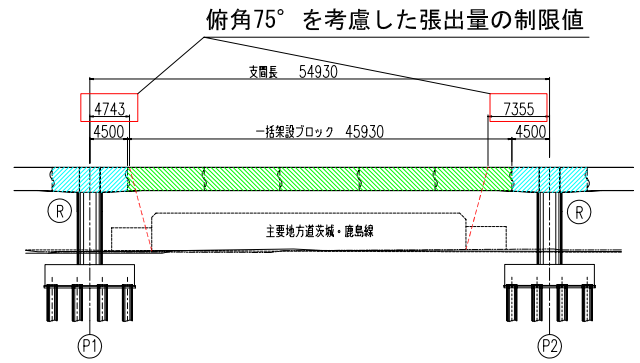 俯角75°を考慮した張出量の制限値
支間長 54930
4743
7355
4500
一括架設ブロック 45930
4500
R
R
主要地方道茨城・鹿島線
P1
P2